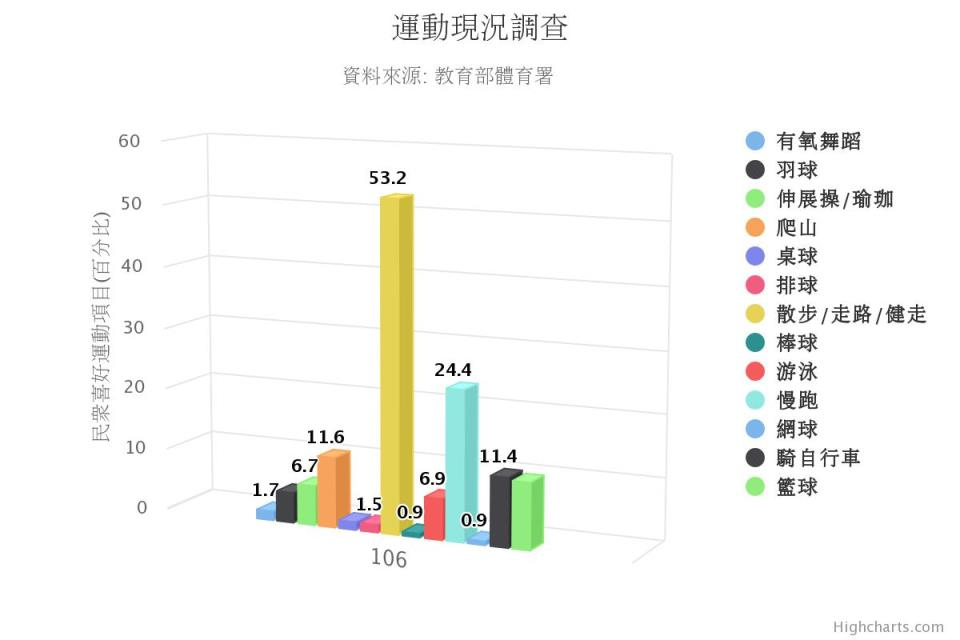 運動現況調查
資料來源: 教育部體育署
民眾喜好運動項目(百分比)
60
50
40
30
20
10
0
1.7
6.7
11.6
1.5
53.2
0.9
6.9
24.4
0.9
11.4
106
有氧舞蹈
羽球
伸展操/瑜珈
爬山
桌球
排球
散步/走路/健走
棒球
游泳
慢跑
網球
騎自行車
籃球
Highcharts.com